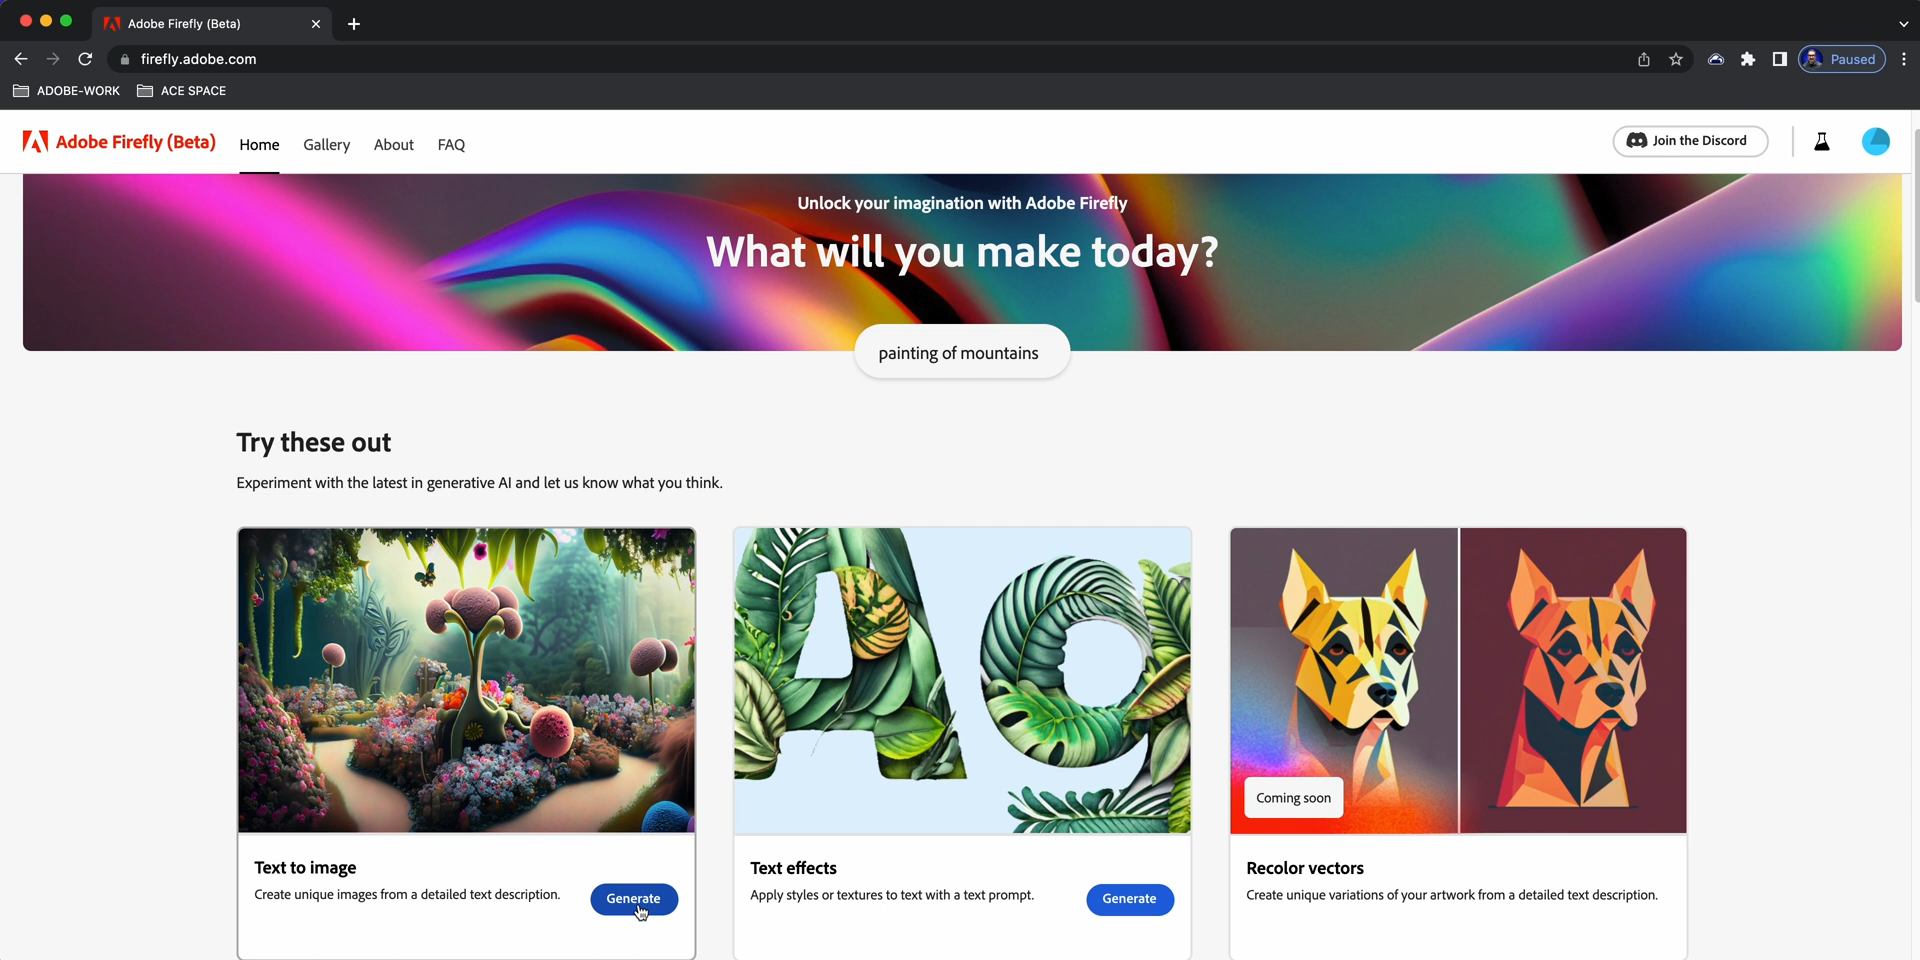 Adobe Firefly (Beta)
firefly.adobe.com
Paused
ADOBE-WORK
ACE SPACE
Adobe Firefly (Beta)
Home
Gallery
About
FAQ
Join the Discord
Unlock your imagination with Adobe Firefly
What will you make today?
painting of mountains
Try these out
Experiment with the latest in generative AI and let us know what you think.
A
Coming soon
Text to image
Create unique images from a detailed text description.
Generate
Text effects
Apply styles or textures to text with a text prompt.
Generate
Recolor vectors
Create unique variations of your artwork from a detailed text description.